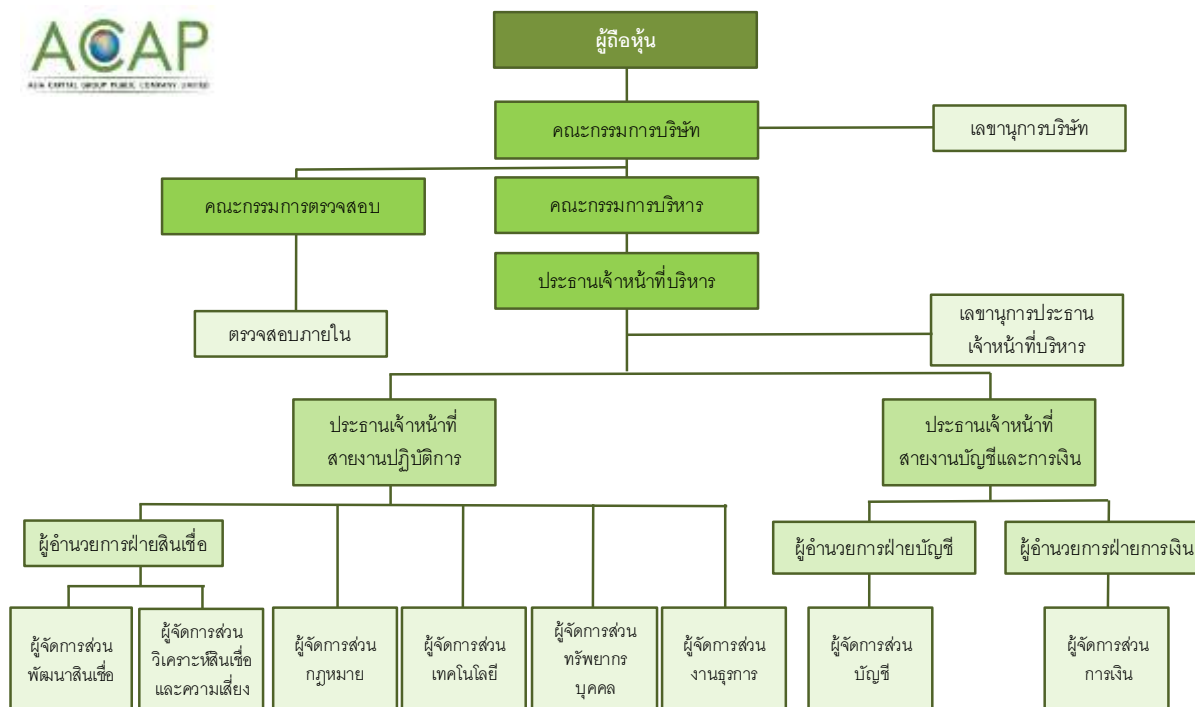 ACAP
ASIA CAPITAL GROUP PUBLIC COMPANY LIMITED
ผู้ถือหุ้น
คณะกรรมการบริษัท
เลขานุการบริษัท
คณะกรรมการตรวจสอบ
คณะกรรมการบริหาร
ประธานเจ้าหน้าที่บริหาร
ตรวจสอบภายใน
เลขานุการประธาน
เจ้าหน้าที่บริหาร
ประธานเจ้าหน้าที่
สายงานปฏิบัติการ
ประธานเจ้าหน้าที่
สายงานบัญชีและการเงิน
ผู้อำนวยการฝ่ายสินเชื่อ
ผู้อำนวยการฝ่ายบัญชี
ผู้อำนวยการฝ่ายการเงิน
ผู้จัดการส่วน
พัฒนาสินเชื่อ
ผู้จัดการส่วน
วิเคราะห์สินเชื่อ
และความเสี่ยง
ผู้จัดการส่วน
กฎหมาย
ผู้จัดการส่วน
เทคโนโลยี
ผู้จัดการส่วน
ทรัพยากร
บุคคล
ผู้จัดการส่วน
งานธุรการ
ผู้จัดการส่วน
บัญชี
ผู้จัดการส่วน
การเงิน